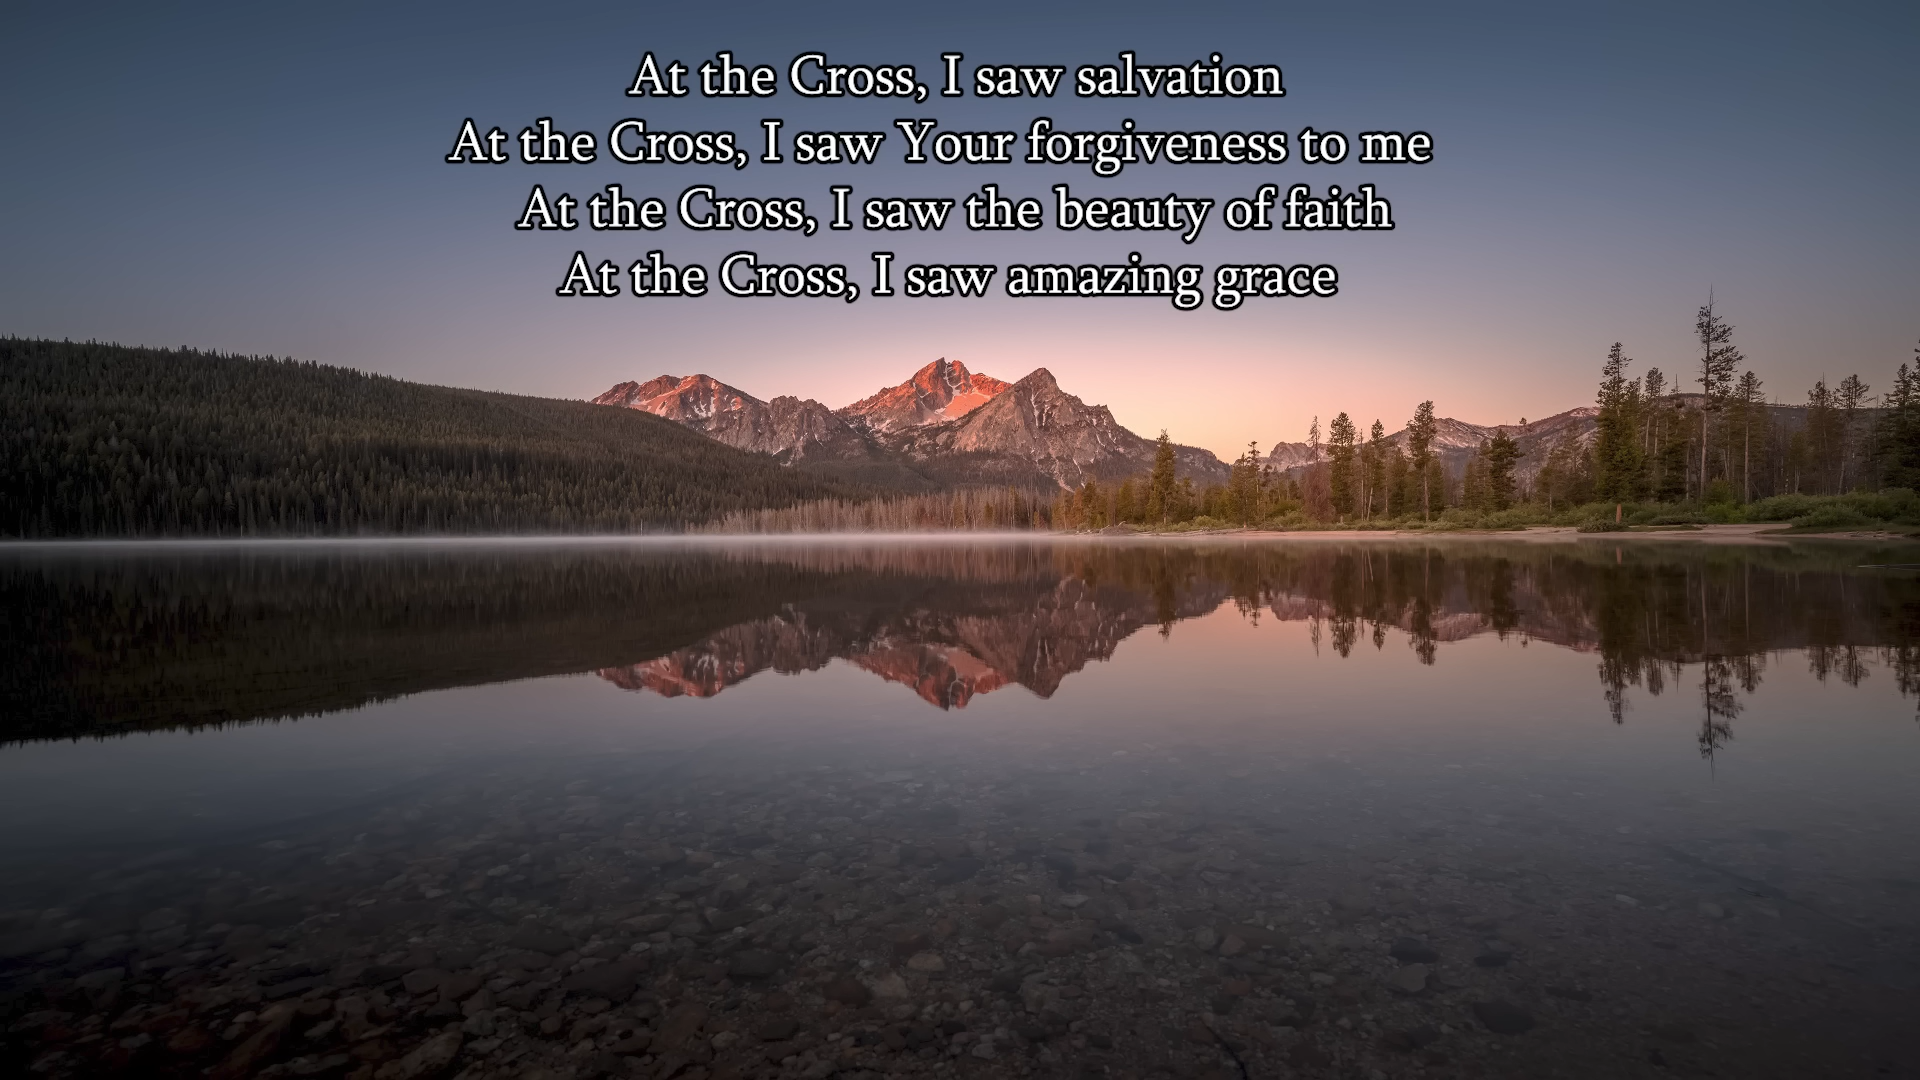 At the Cross, I saw salvation
At the Cross, I saw Your forgiveness to me
At the Cross, I saw the beauty of faith
At the Cross, I saw amazing grace